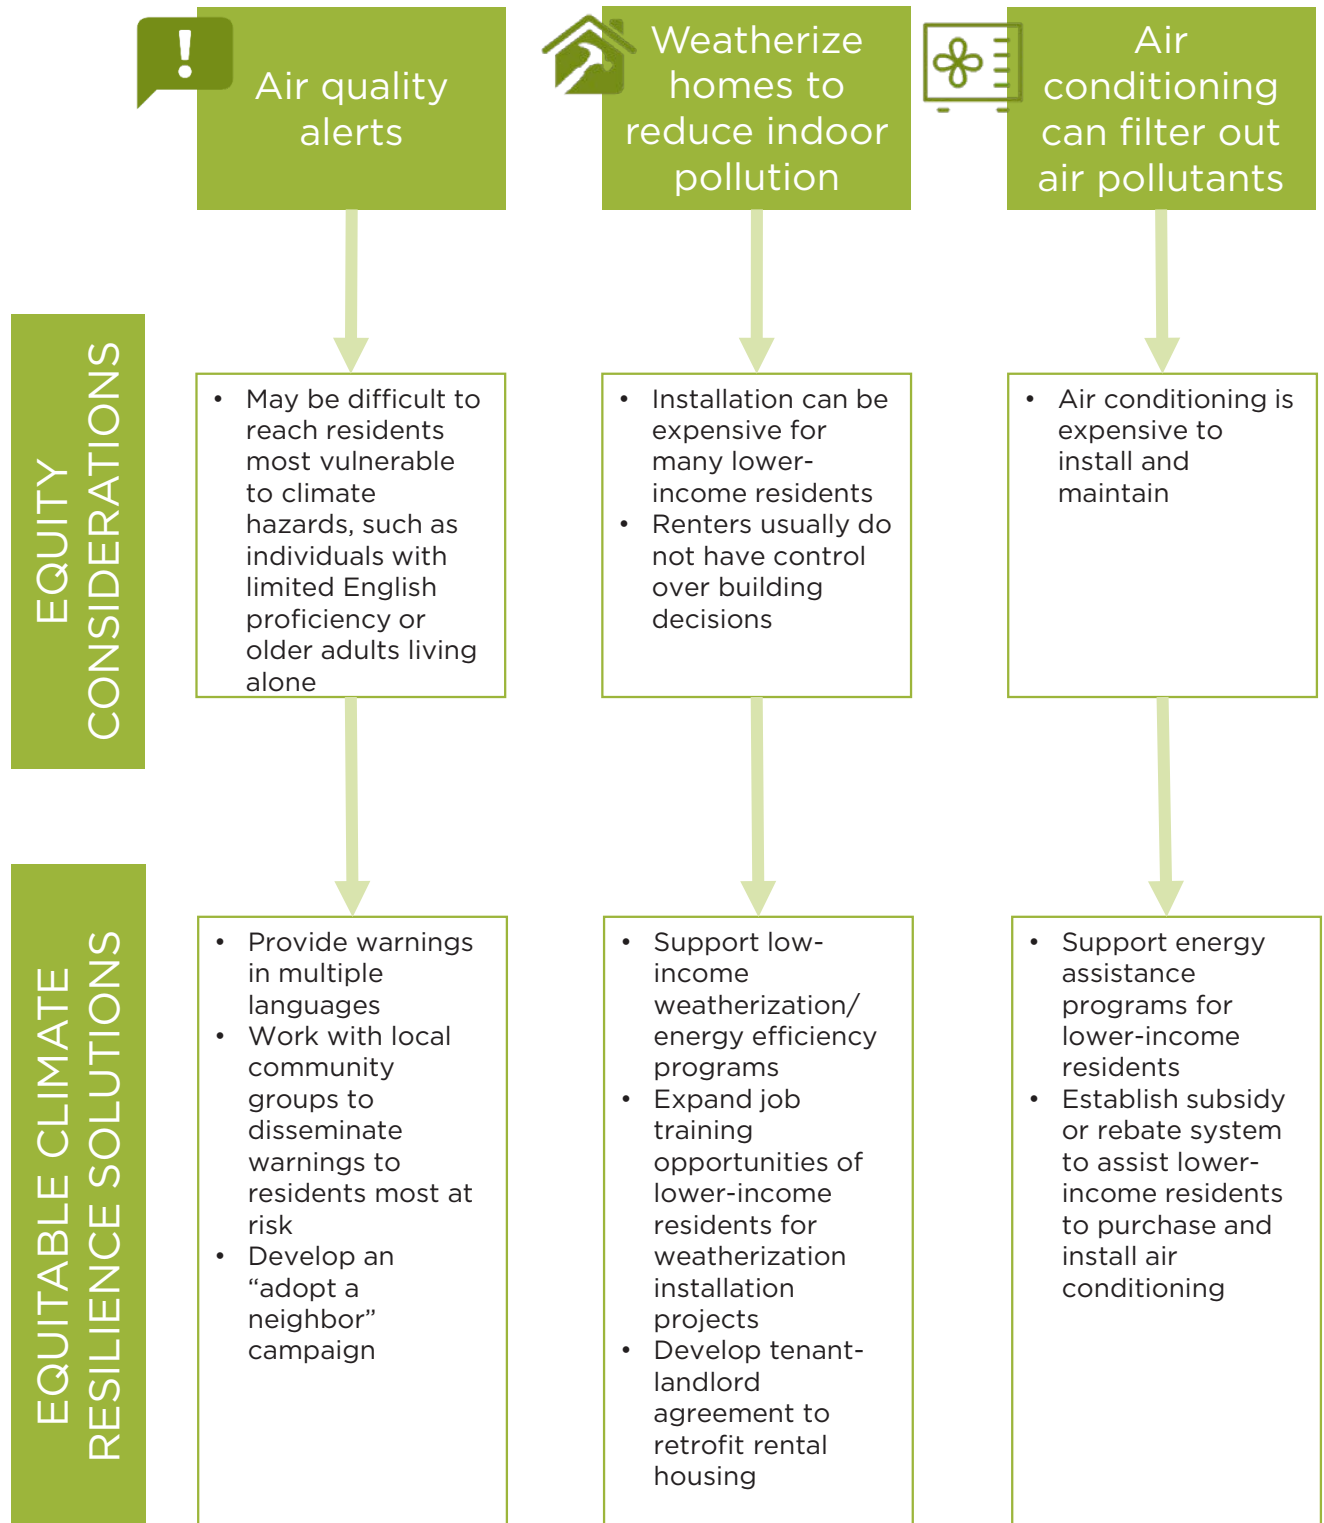 !
Air quality
alerts
Weatherize
homes to
reduce indoor
pollution
Air
conditioning
can filter out
air pollutants
EQUITY
CONSIDERATIONS
• May be difficult to
reach residents
most vulnerable
to climate
hazards, such as
individuals with
limited English
proficiency or
older adults living
alone
• Installation can be
expensive for
many lower-
income residents
• Renters usually do
not have control
over building
decisions
• Air conditioning is
expensive to
install and
maintain
EQUITABLE CLIMATE
RESILIENCE SOLUTIONS
• Provide warnings
in multiple
languages
• Work with local
community
groups to
disseminate
warnings to
residents most at
risk
• Develop an
“adopt a
neighbor”
campaign
• Support low-
income
weatherization/
energy efficiency
programs
• Expand job
training
opportunities of
lower-income
residents for
weatherization
installation
projects
• Develop tenant-
landlord
agreement to
retrofit rental
housing
• Support energy
assistance
programs for
lower-income
residents
• Establish subsidy
or rebate system
to assist lower-
income residents
to purchase and
install air
conditioning